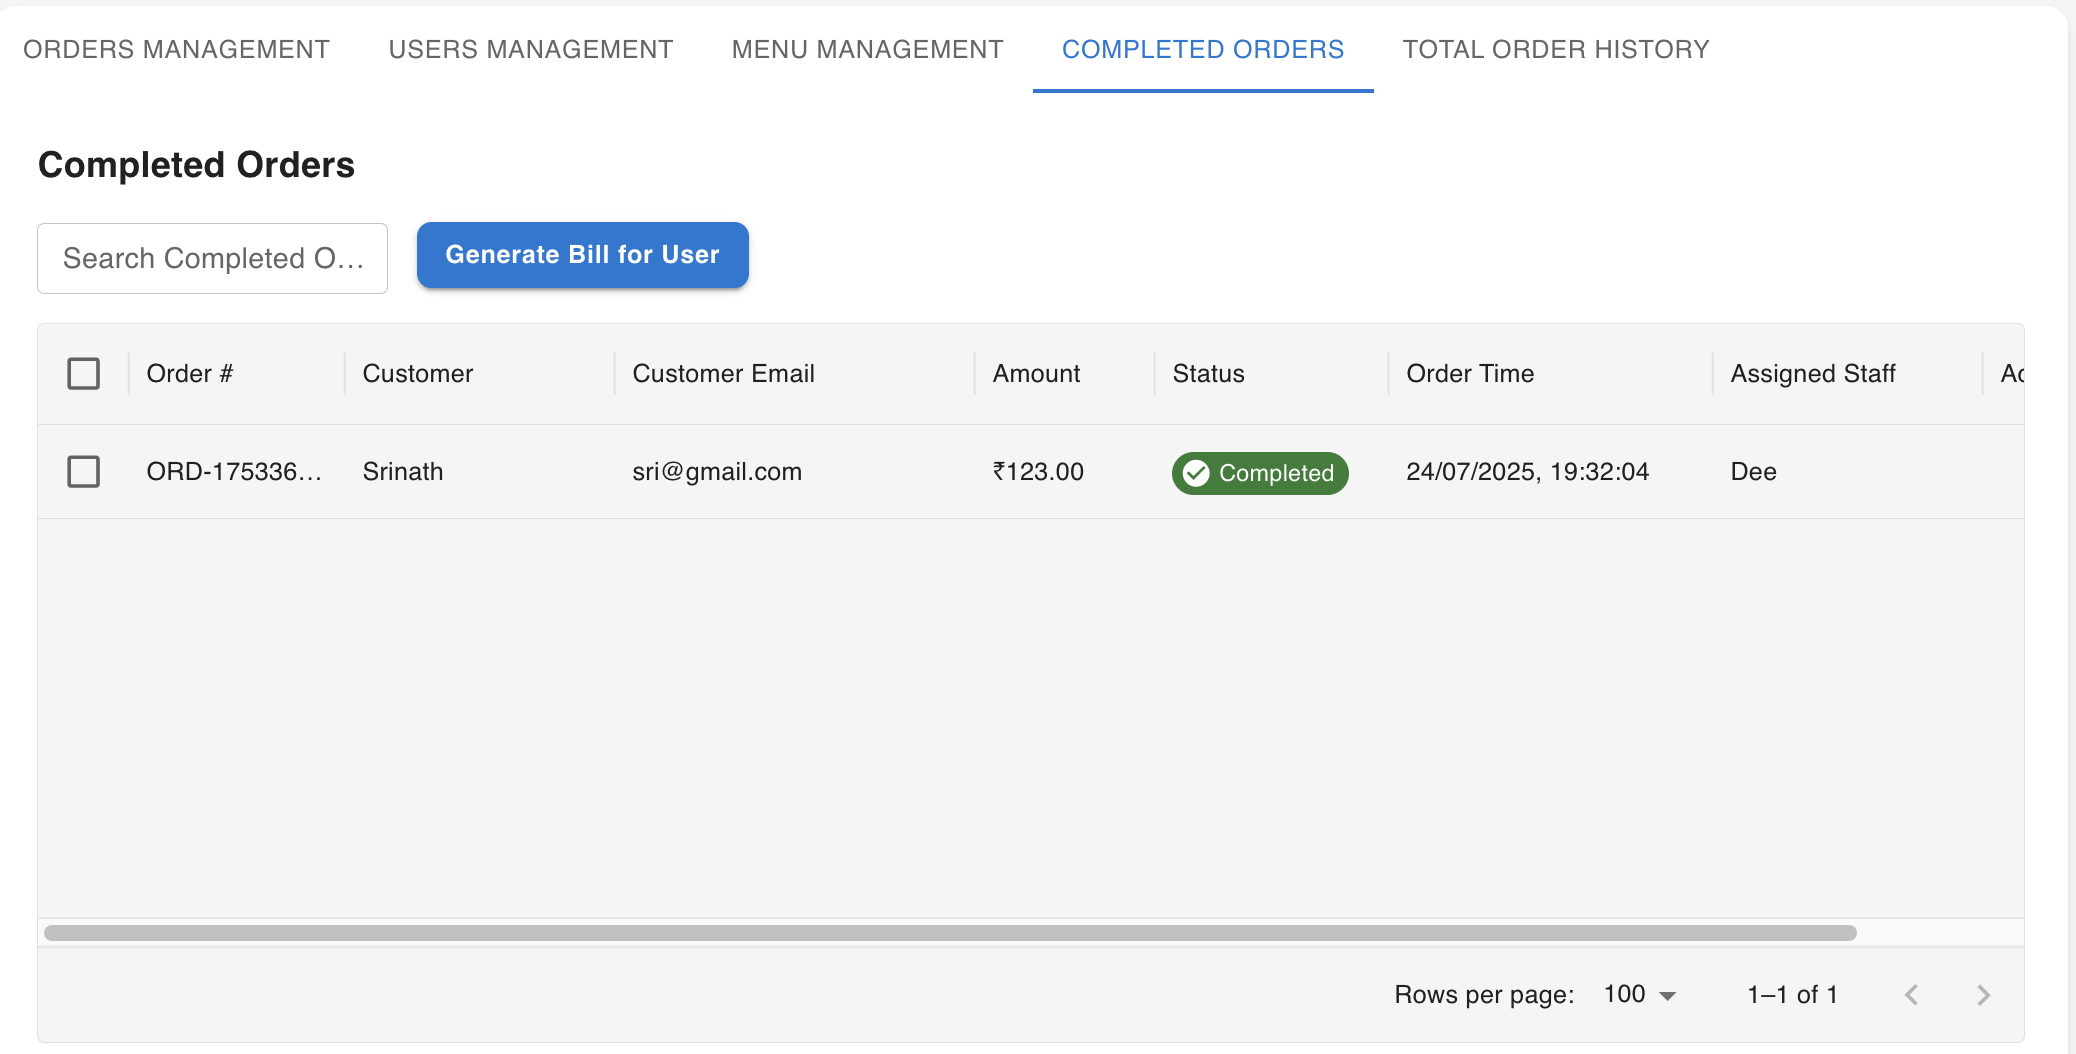 ORDERS MANAGEMENT USERS MANAGEMENT MENU MANAGEMENT COMPLETED ORDERS TOTAL ORDER HISTORY
Completed Orders
Search Completed O...
Generate Bill for User
Order # Customer Customer Email Amount Status Order Time Assigned Staff
ORD-175336... Srinath sri@gmail.com ₹123.00 Completed 24/07/2025, 19:32:04 Dee
Rows per page: 100 1–1 of 1